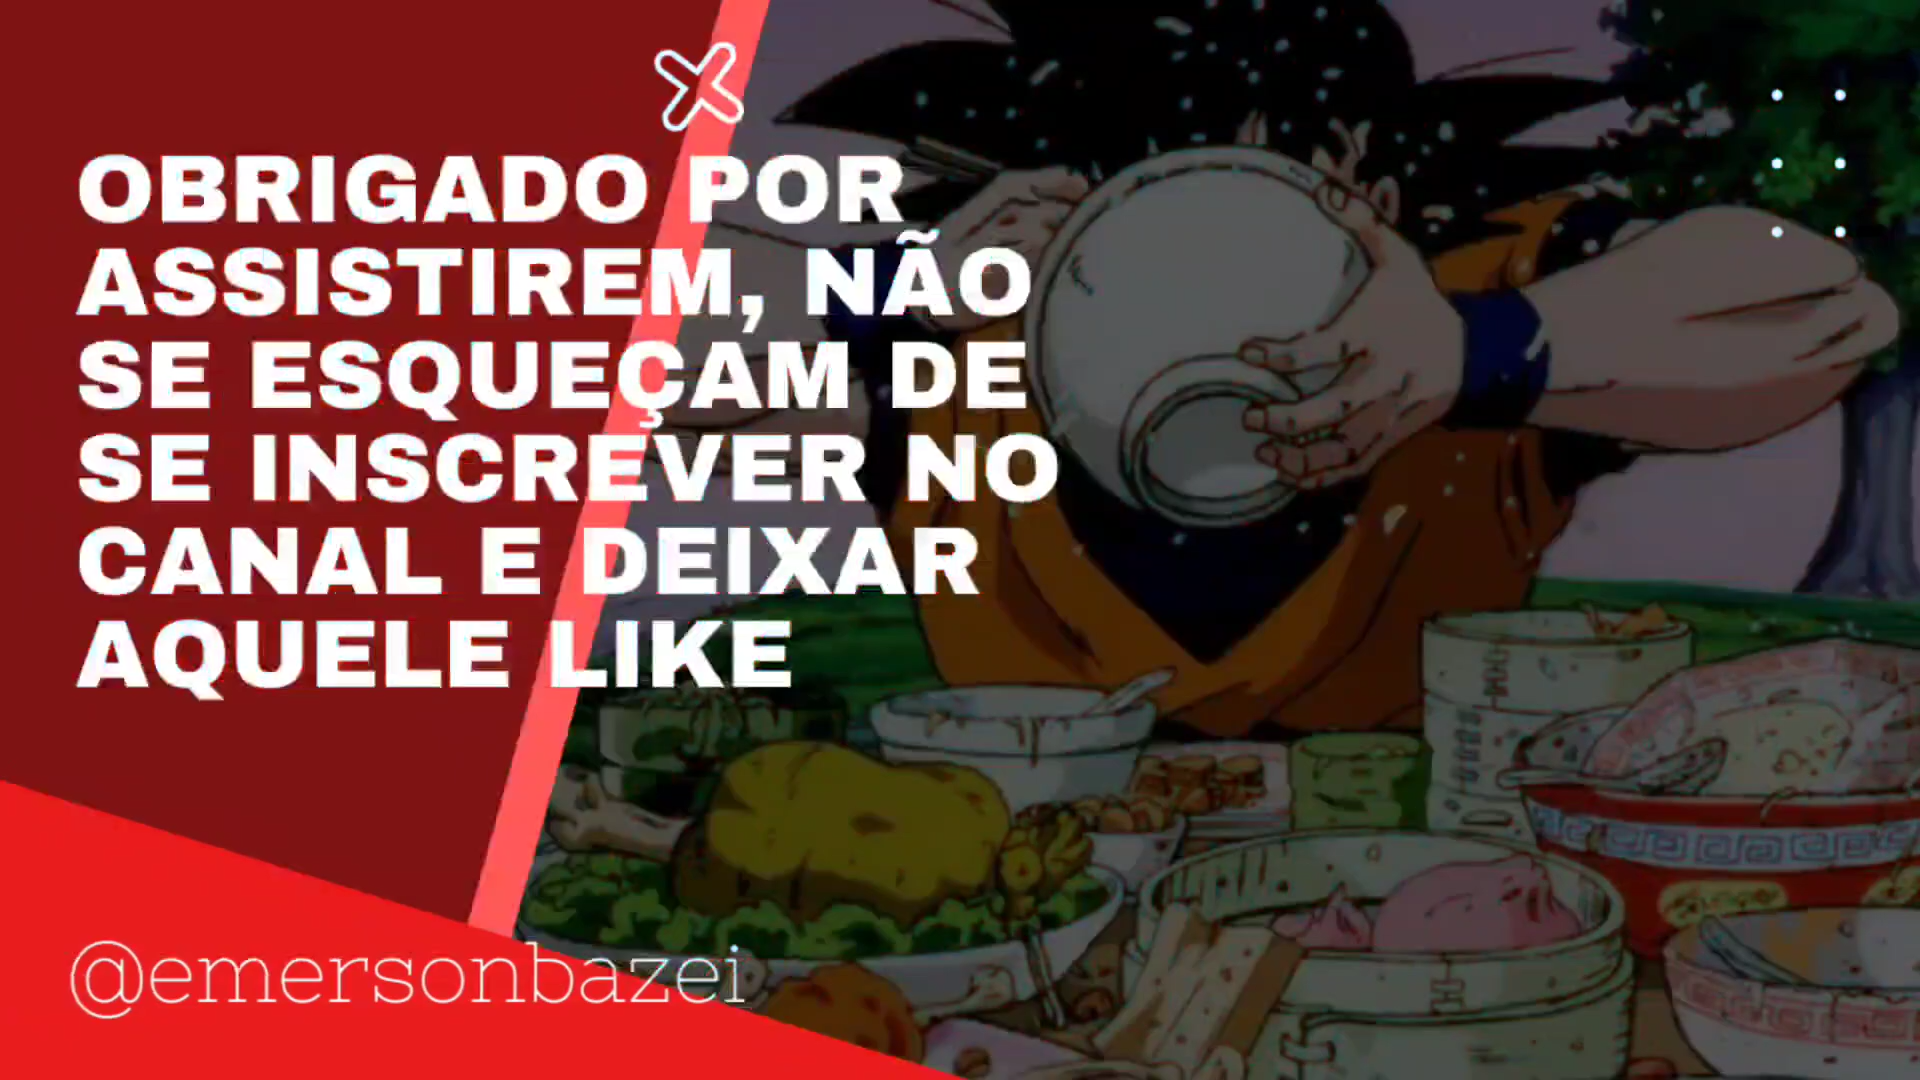 OBRIGADO POR
ASSISTIREM, NÃO
SE ESQUEÇAM DE
SE INSCREVER NO
CANAL E DEIXAR
AQUELE LIKE
@emersonbazei